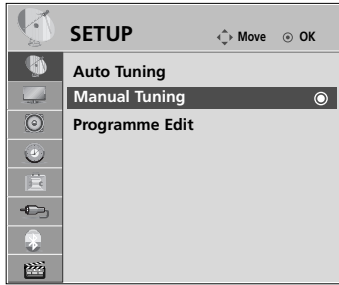 SETUP
Move OK
Auto Tuning
Manual Tuning
Programme Edit